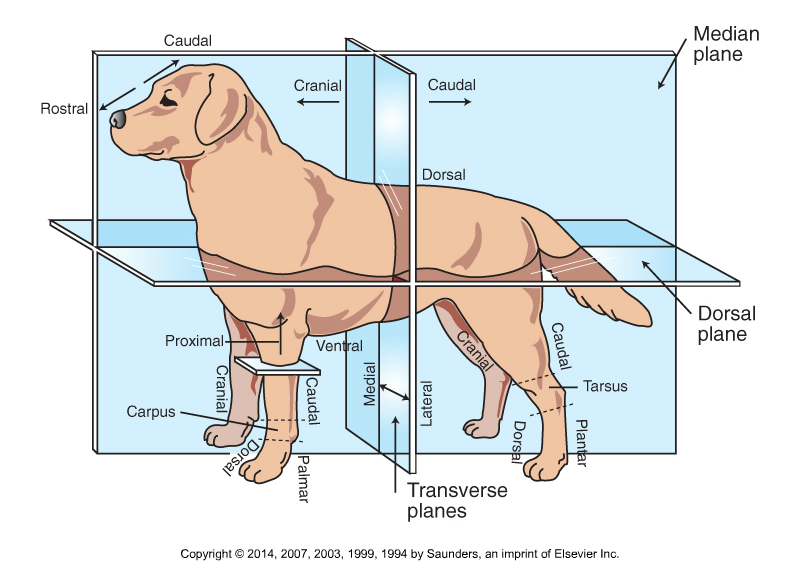 Caudal
Median
plane
Rostral
Cranial
Caudal
Dorsal
Dorsal
plane
Proximal
Ventral
Cranial
Caudal
Cranial
Caudal
Medial
Lateral
Tarsus
Carpus
Dorsal
Palmar
Dorsal
Plantar
Transverse
planes
Copyright © 2014, 2007, 2003, 1999, 1994 by Saunders, an imprint of Elsevier Inc.